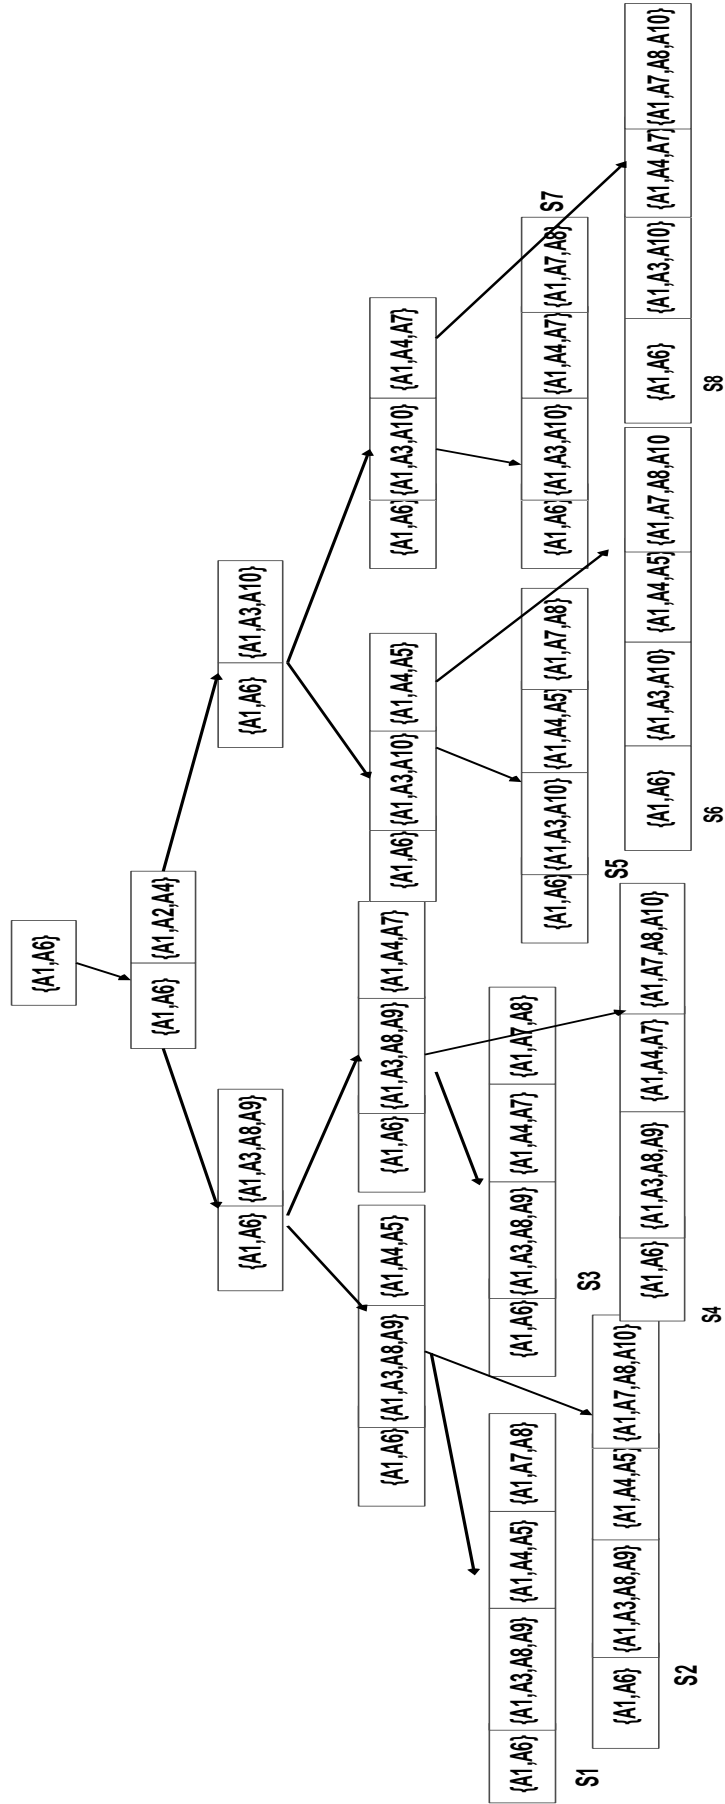 {A1,A6}
{A1,A6} {A1,A2,A4}
{A1,A6} {A1,A3,A8,A9}
{A1,A6} {A1,A3,A10}
{A1,A6} {A1,A3,A8,A9} {A1,A4,A5}
{A1,A6} {A1,A3,A8,A9} {A1,A4,A7}
{A1,A6} {A1,A3,A10} {A1,A4,A5}
{A1,A6} {A1,A3,A10} {A1,A4,A7}
{A1,A6} {A1,A3,A8,A9} {A1,A4,A5} {A1,A7,A8}
S1
{A1,A6} {A1,A3,A8,A9} {A1,A4,A5} {A1,A7,A8,A10}
S2
{A1,A6} {A1,A3,A8,A9} {A1,A4,A7} {A1,A7,A8}
S3
{A1,A6} {A1,A3,A8,A9} {A1,A4,A7} {A1,A7,A8,A10}
S4
{A1,A6} {A1,A3,A10} {A1,A4,A5} {A1,A7,A8}
S5
{A1,A6} {A1,A3,A10} {A1,A4,A5} {A1,A7,A8,A10
S6
{A1,A6} {A1,A3,A10} {A1,A4,A7} {A1,A7,A8}
S7
{A1,A6} {A1,A3,A10} {A1,A4,A7} {A1,A7,A8,A10}
S8